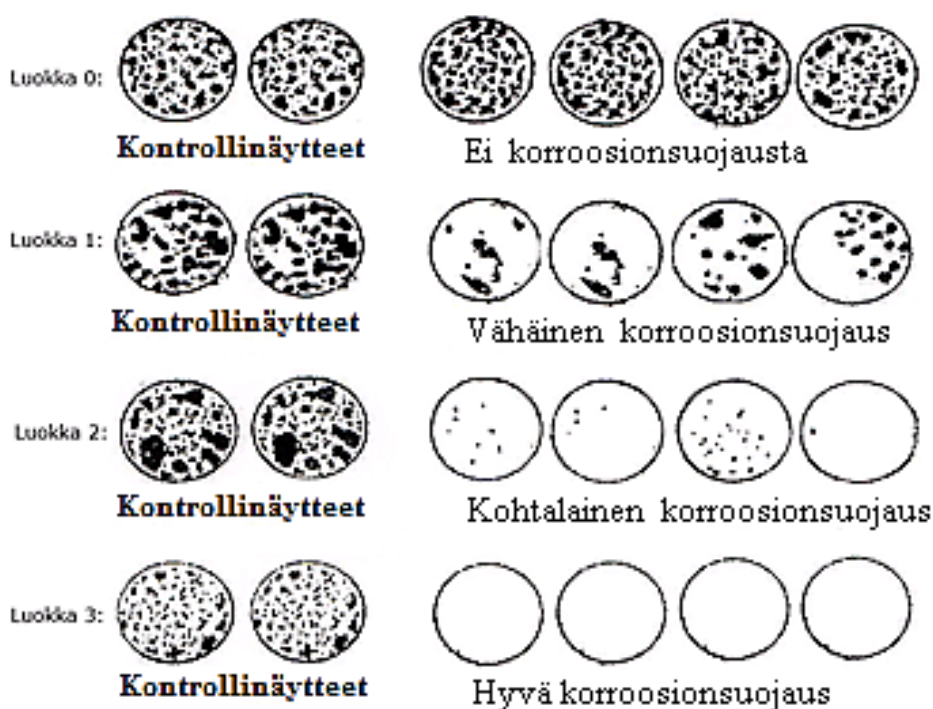 Luokka 0:
Kontrollinäytteet
Ei korroosionsuojausta
Luokka 1:
Kontrollinäytteet
Vähäinen korroosionsuojaus
Luokka 2:
Kontrollinäytteet
Kohtalainen korroosionsuojaus
Luokka 3:
Kontrollinäytteet
Hyvä korroosionsuojaus